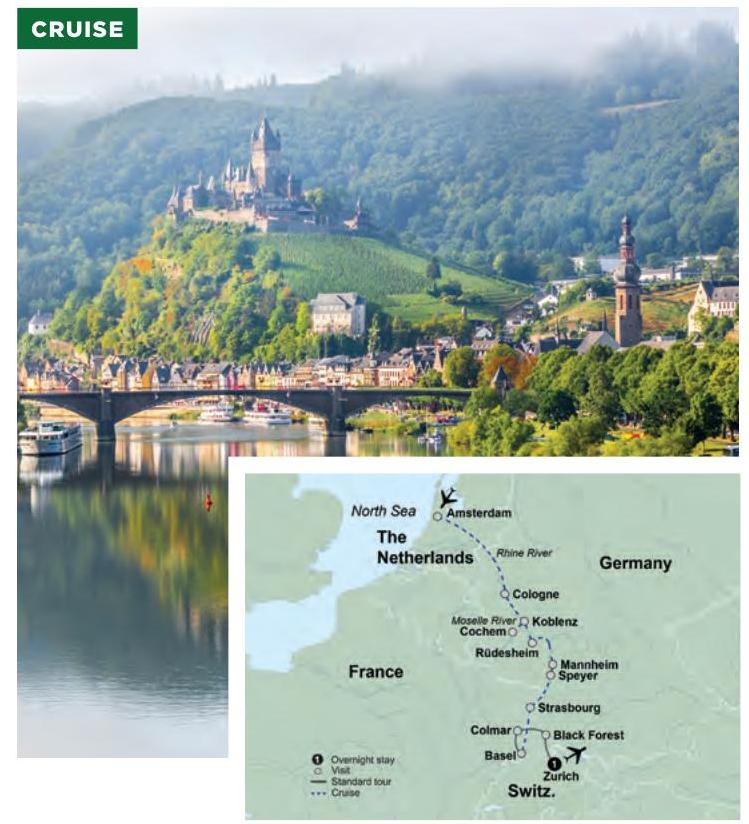 CRUISE
North Sea
Amsterdam
The
Netherlands
Rhine River
Germany
Cologne
Moselle River
Koblenz
Cochem
Rüdesheim
Mannheim
Speyer
France
Strasbourg
Colmar
Black Forest
Basel
1
Zurich
Switz.
1 Overnight stay
Visit
Standard tour
Cruise